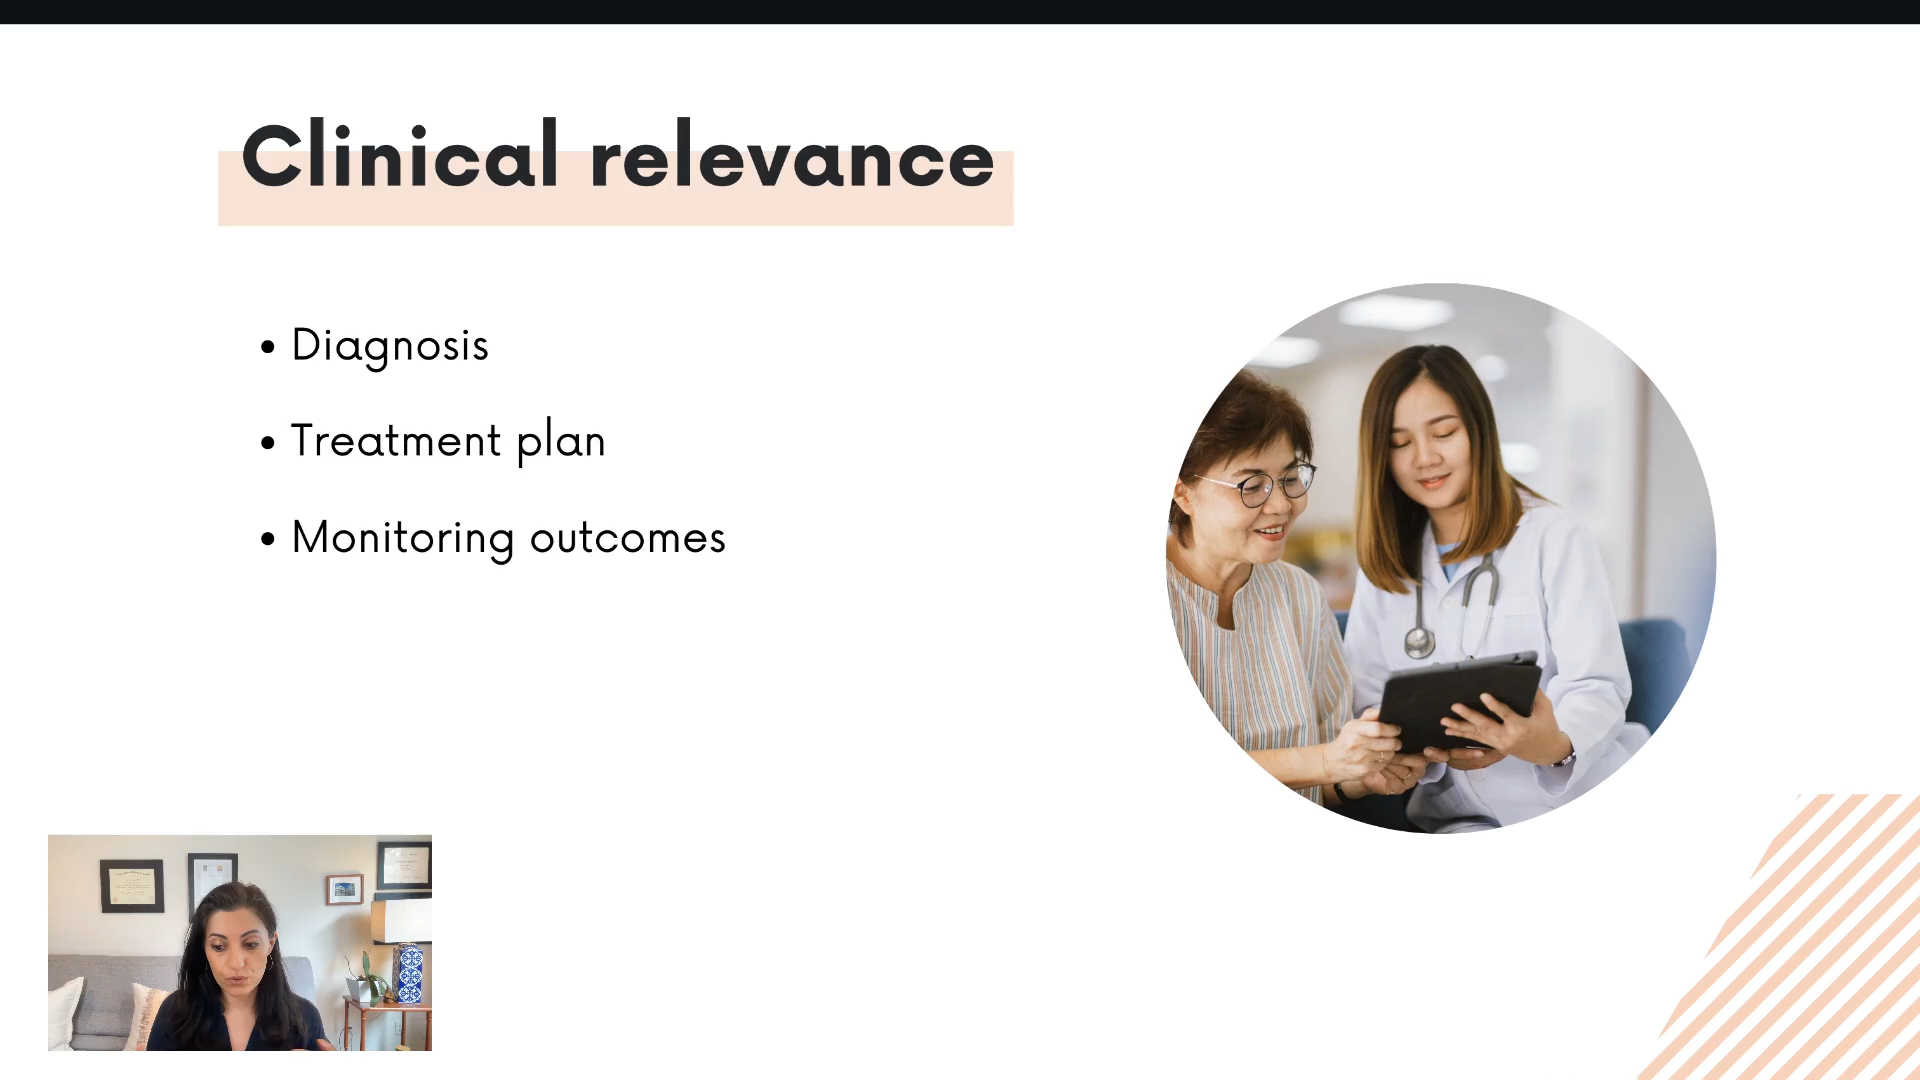 Clinical relevance
Diagnosis
Treatment plan
Monitoring outcomes